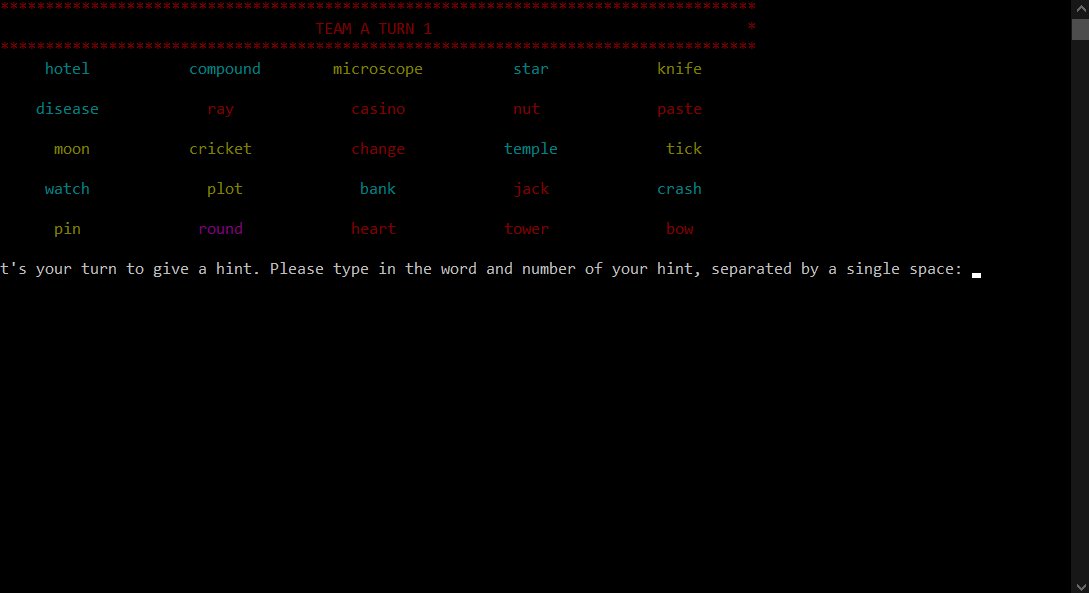 ************************************************************************************
TEAM A TURN 1 *
************************************************************************************
hotel compound microscope star knife
disease ray casino nut paste
moon cricket change temple tick
watch plot bank jack crash
pin round heart tower bow
t's your turn to give a hint. Please type in the word and number of your hint, separated by a single space: